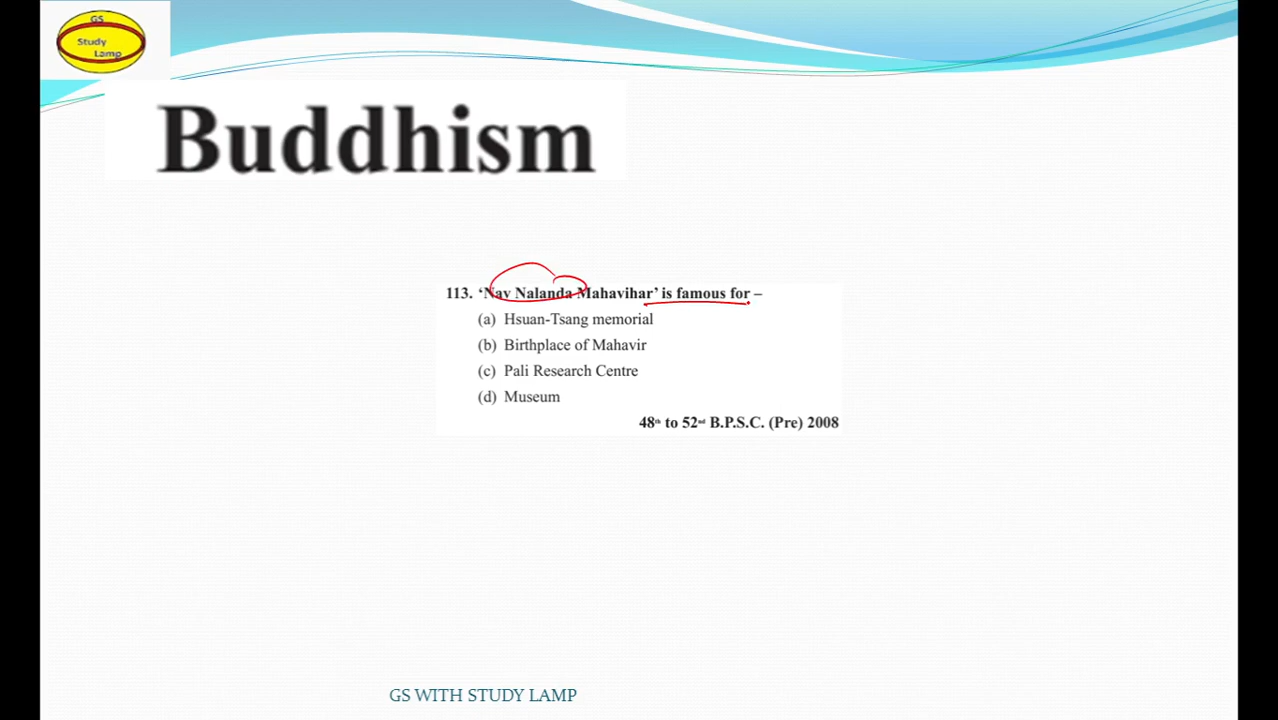 GS
Study
Lamp
Buddhism
113. ‘Nav Nalanda Mahavihar’ is famous for –
(a) Hsuan-Tsang memorial
(b) Birthplace of Mahavir
(c) Pali Research Centre
(d) Museum
48th to 52nd B.P.S.C. (Pre) 2008
GS WITH STUDY LAMP